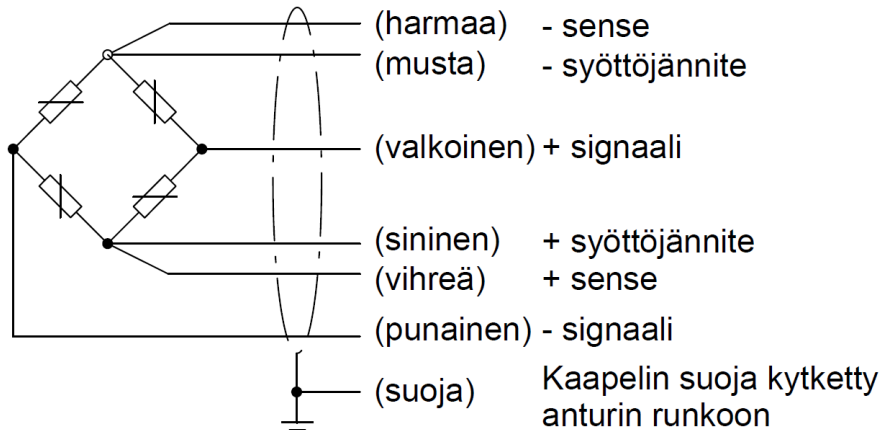 (harmaa) - sense
(musta) - syöttöjännite
(valkoinen) + signaali
(sininen) + syöttöjännite
(vihreä) + sense
(punainen) - signaali
(suoja) Kaapelin suoja kytketty
anturin runkoon